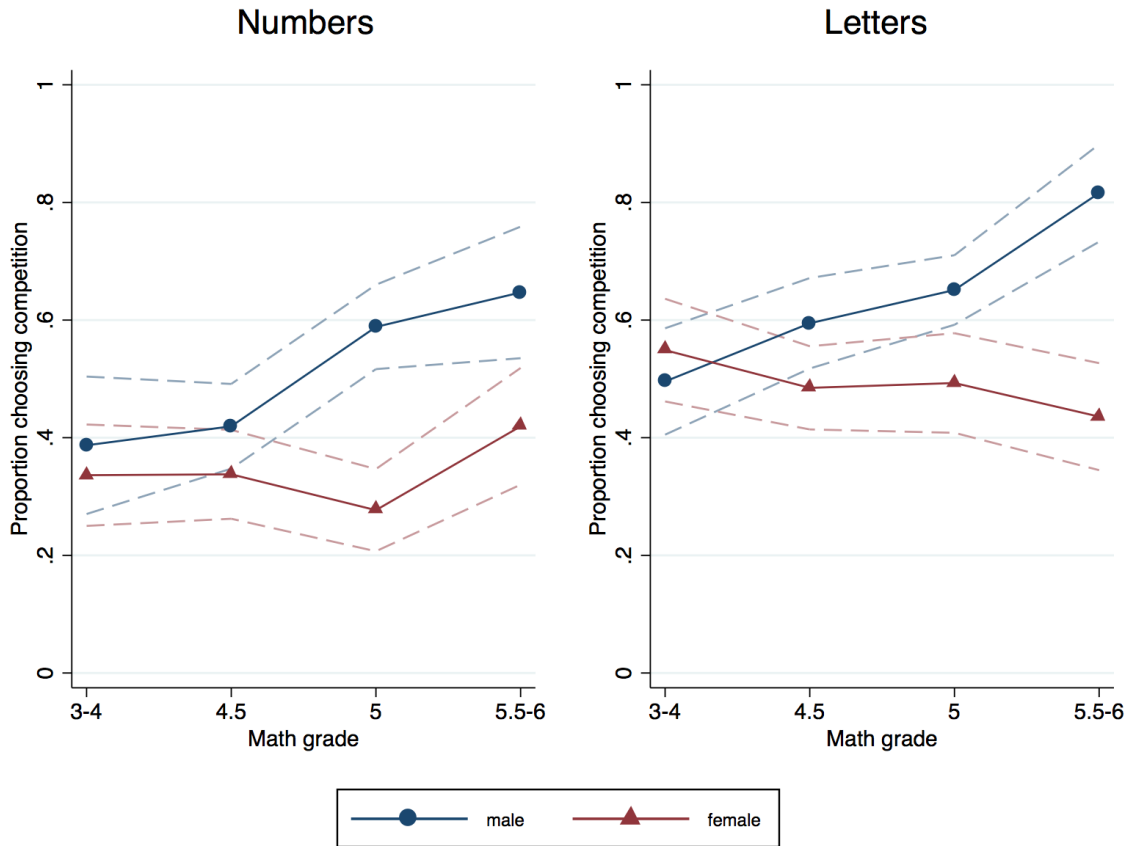 Numbers
Proportion choosing competition
1
.8
.6
.4
.2
0
3-4 4.5 5 5.5-6
Math grade
Letters
Proportion choosing competition
1
.8
.6
.4
.2
0
3-4 4.5 5 5.5-6
Math grade
male female